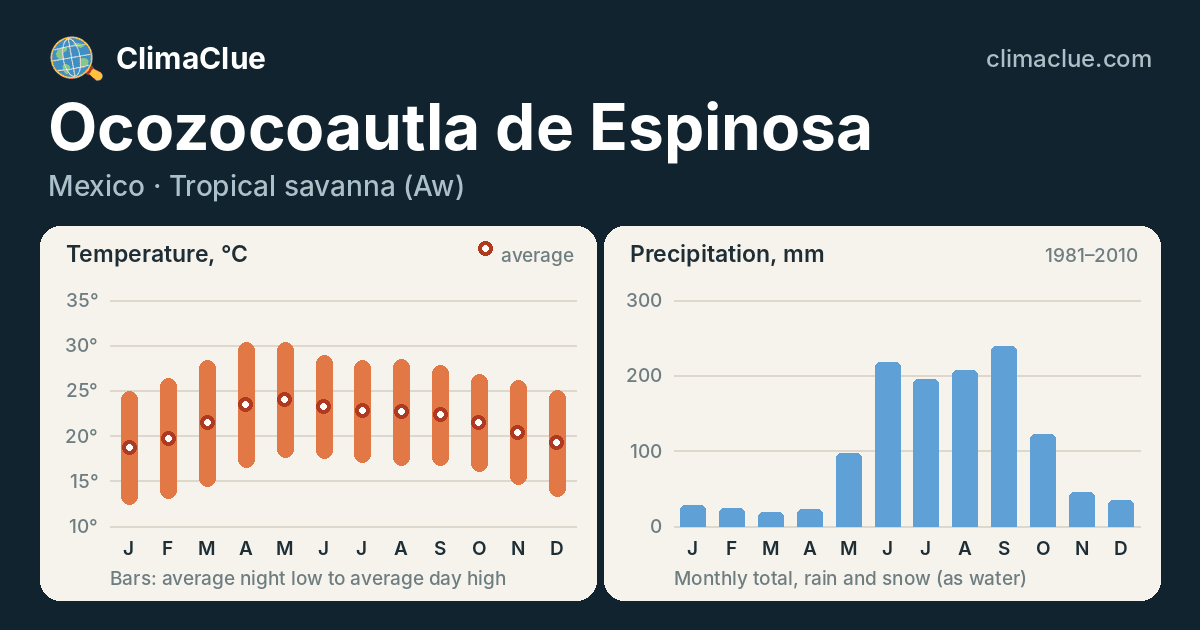 ClimaClue
climaclue.com
Ocozocoautla de Espinosa
Mexico · Tropical savanna (Aw)
Temperature, °C
average
35°
30°
25°
20°
15°
10°
J F M A M J J A S O N D
Bars: average night low to average day high
Precipitation, mm
1981–2010
300
200
100
0
J F M A M J J A S O N D
Monthly total, rain and snow (as water)